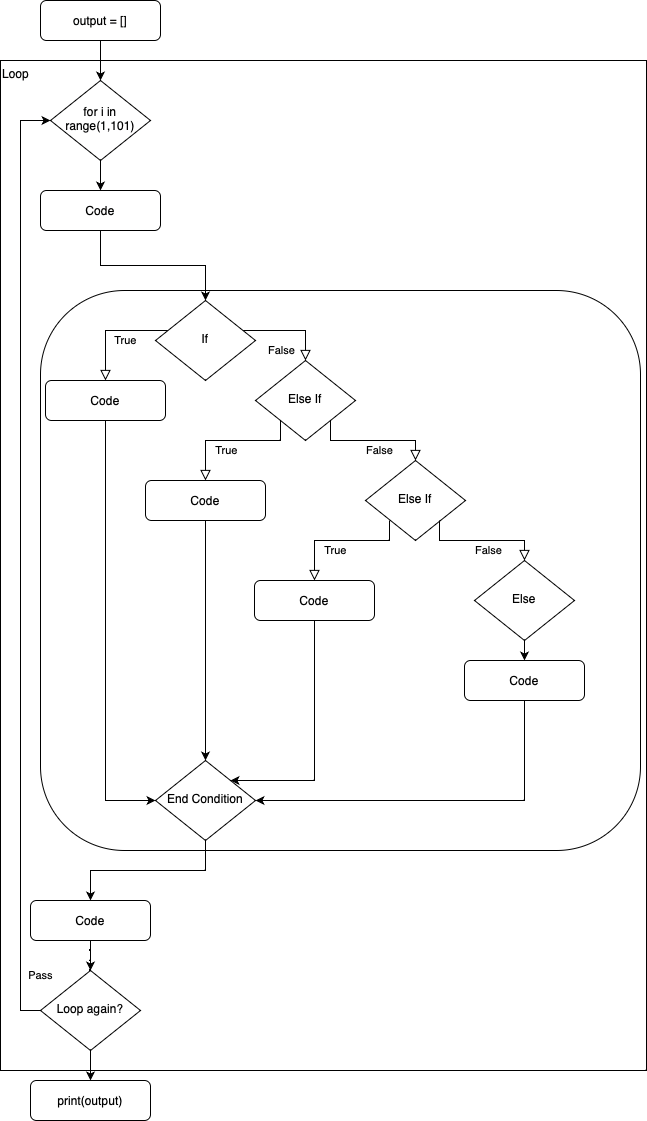 output = []
Loop
for i in
range(1,101)
Code
If
True
False
Code
Else If
True
False
Code
Else If
True
False
Code
Else
Code
End Condition
Code
Pass
Loop again?
print(output)